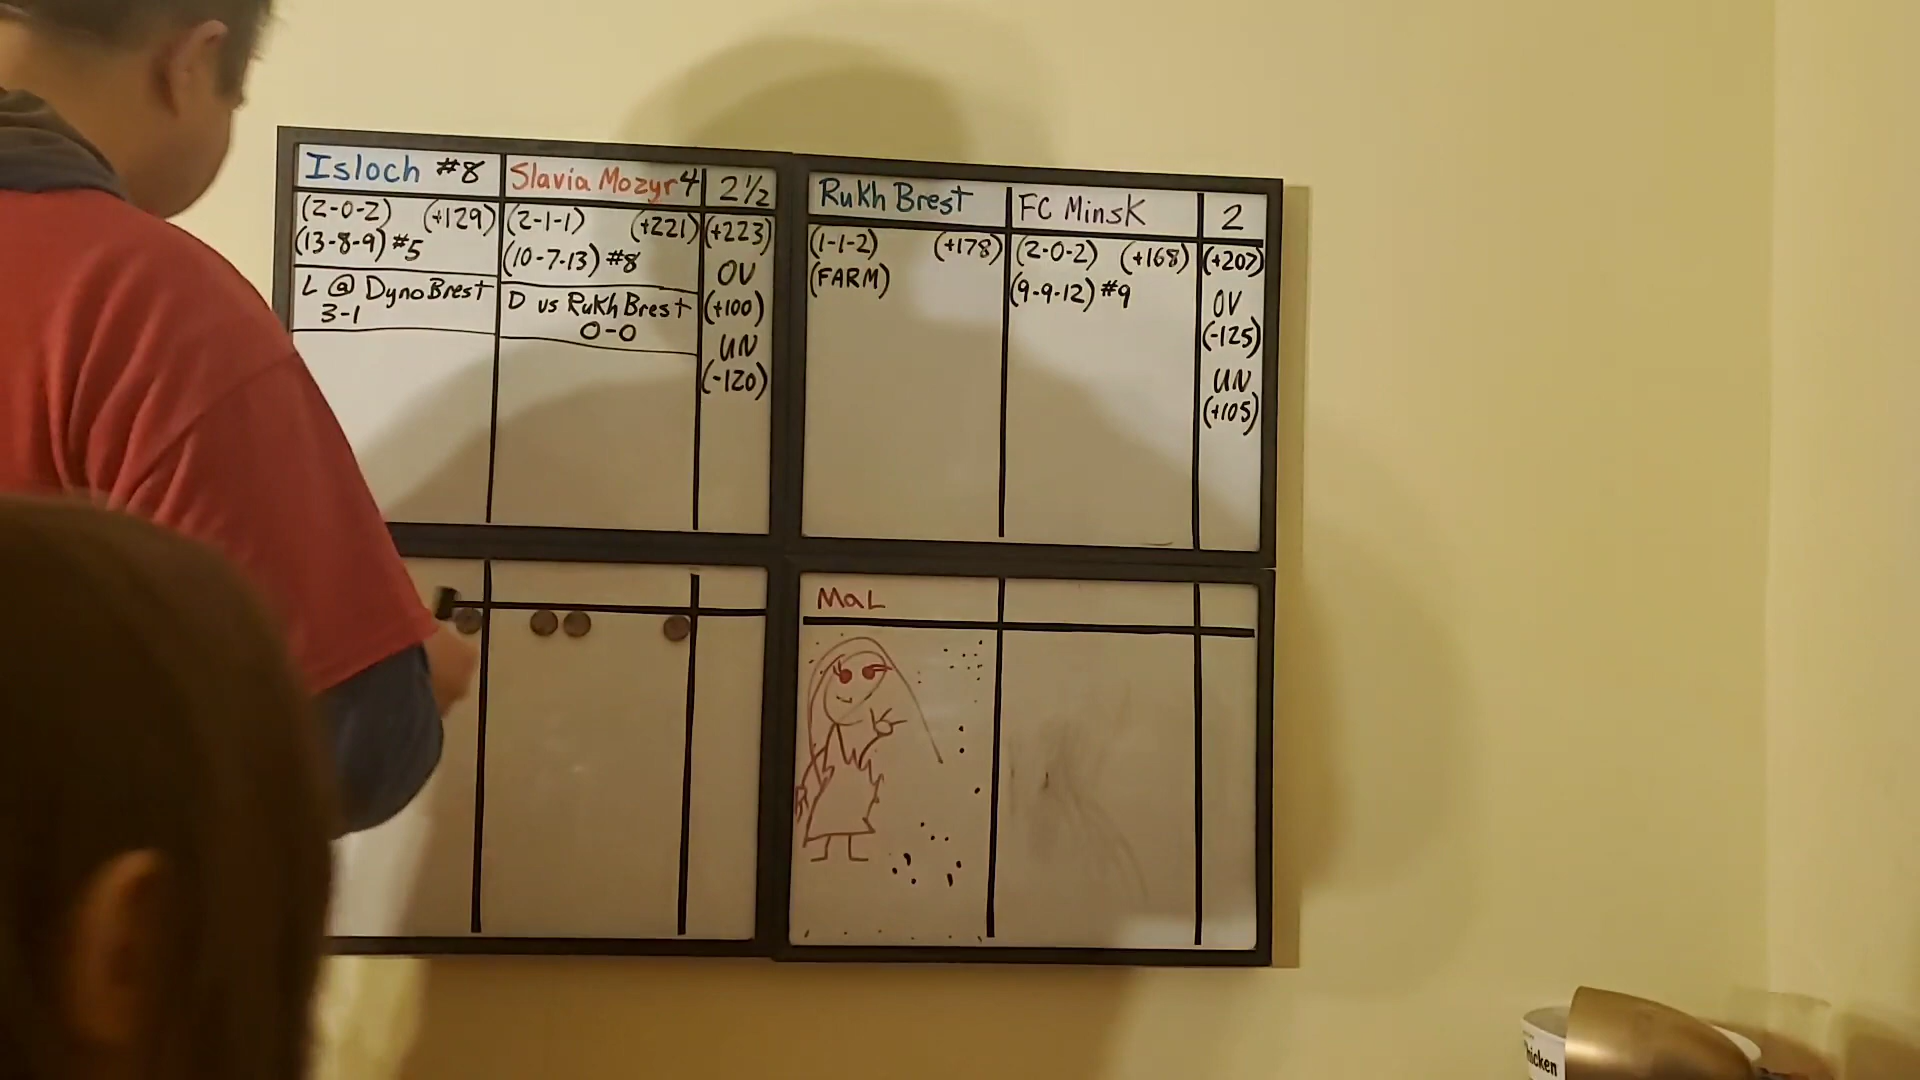 Isloch #8
(2-0-2) (+129)
(13-8-9) #5
L @ Dyno Brest
3-1
Slavia Mozyr 4
(2-1-1) (+221)
(10-7-13) #8
D vs Rukh Brest
0-0
2 1/2
(+223)
OV
(+100)
UN
(-120)
Rukh Brest
(1-1-2) (+178)
(FARM)
FC Minsk
(2-0-2) (+168)
(9-9-12) #9
2
(+207)
OV
(-125)
UN
(+105)
MaL
hicken